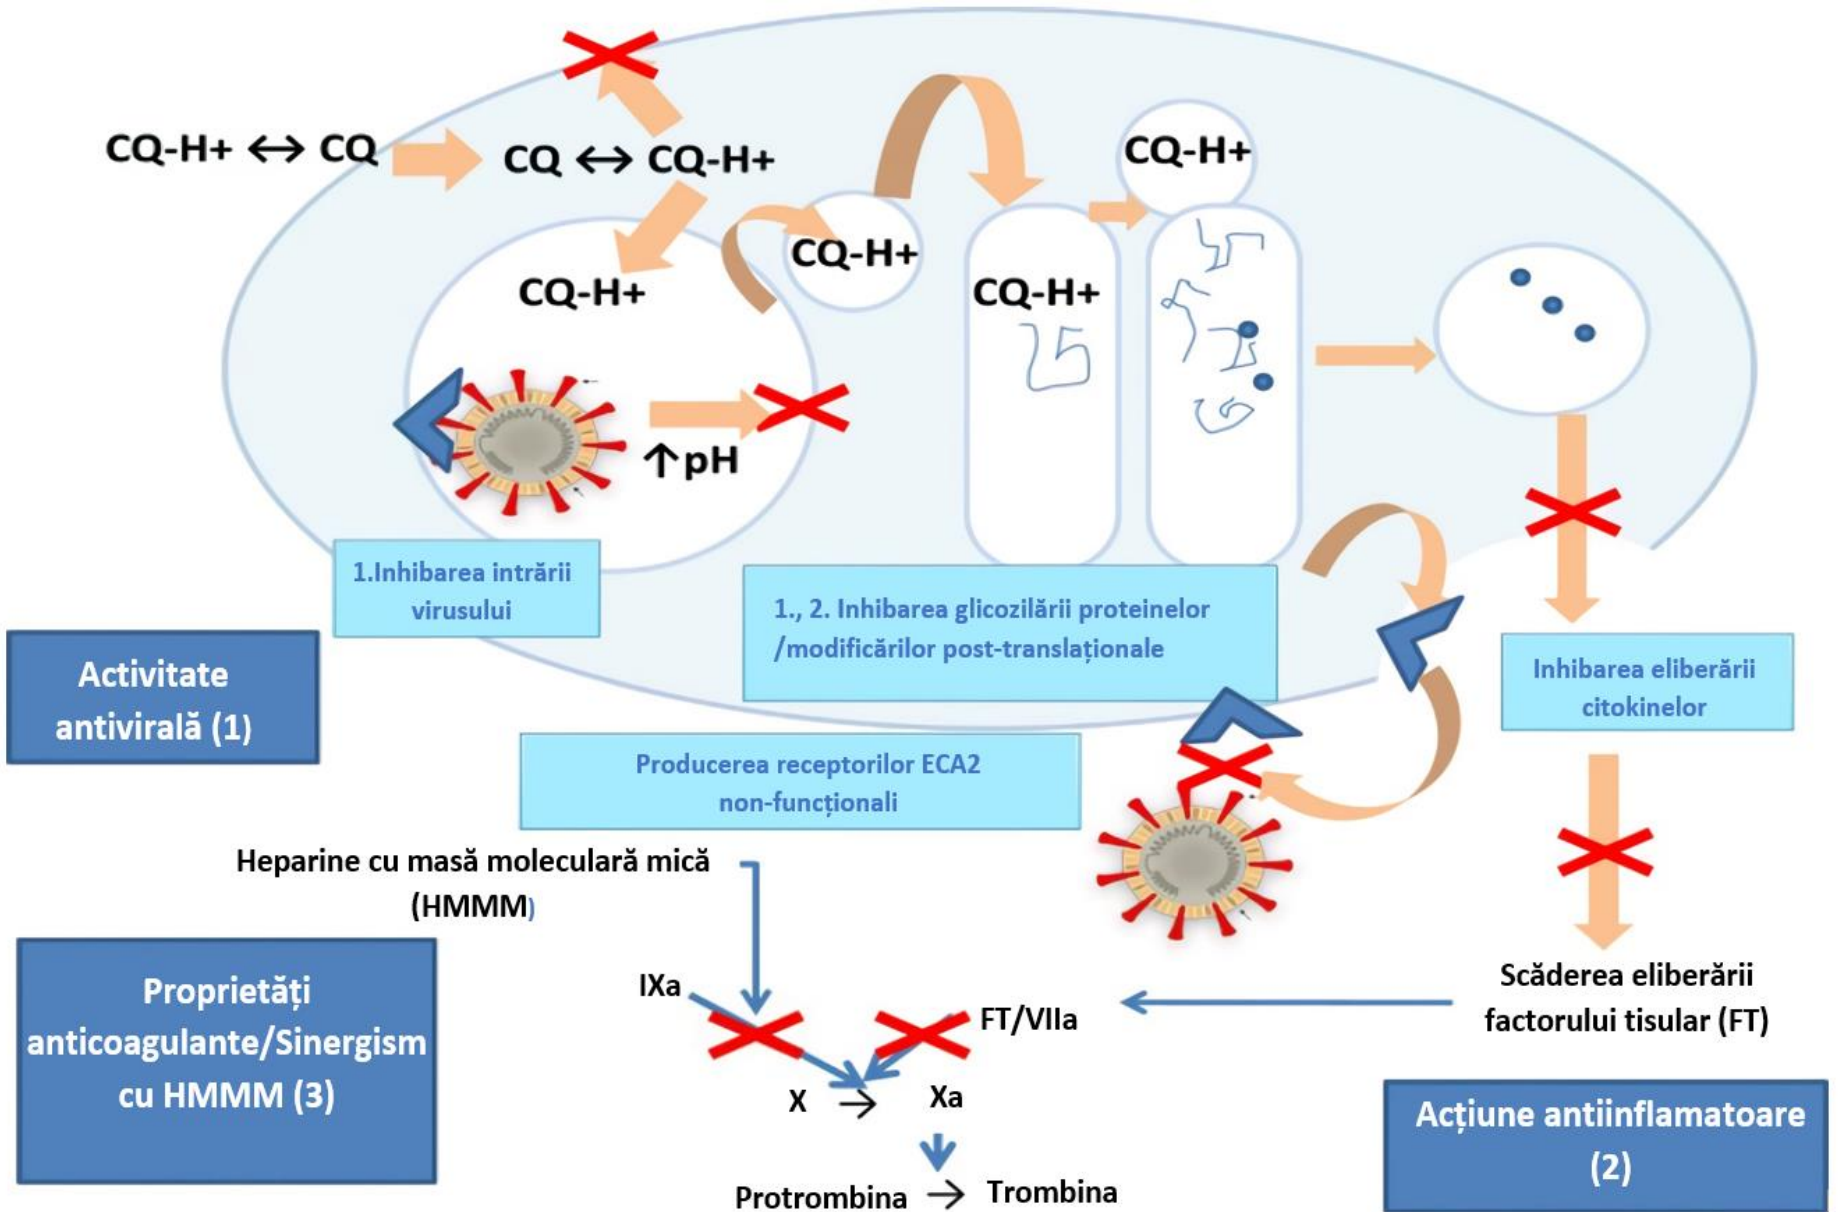 CQ-H+ ↔ CQ
CQ ↔ CQ-H+
CQ-H+
CQ-H+
CQ-H+
CQ-H+
↑pH
1.Inhibarea intrării
virusului
1., 2. Inhibarea glicozilării proteinelor
/modificărilor post-translaționale
Inhibarea eliberării
citokinelor
Activitate
antivirală (1)
Producerea receptorilor ECA2
non-funcționali
Heparine cu masă moleculară mică
(HMMM)
Proprietăți
anticoagulante/Sinergism
cu HMMM (3)
IXa
FT/VIIa
X → Xa
Protrombina → Trombina
Scăderea eliberării
factorului tisular (FT)
Acțiune antiinflamatoare
(2)